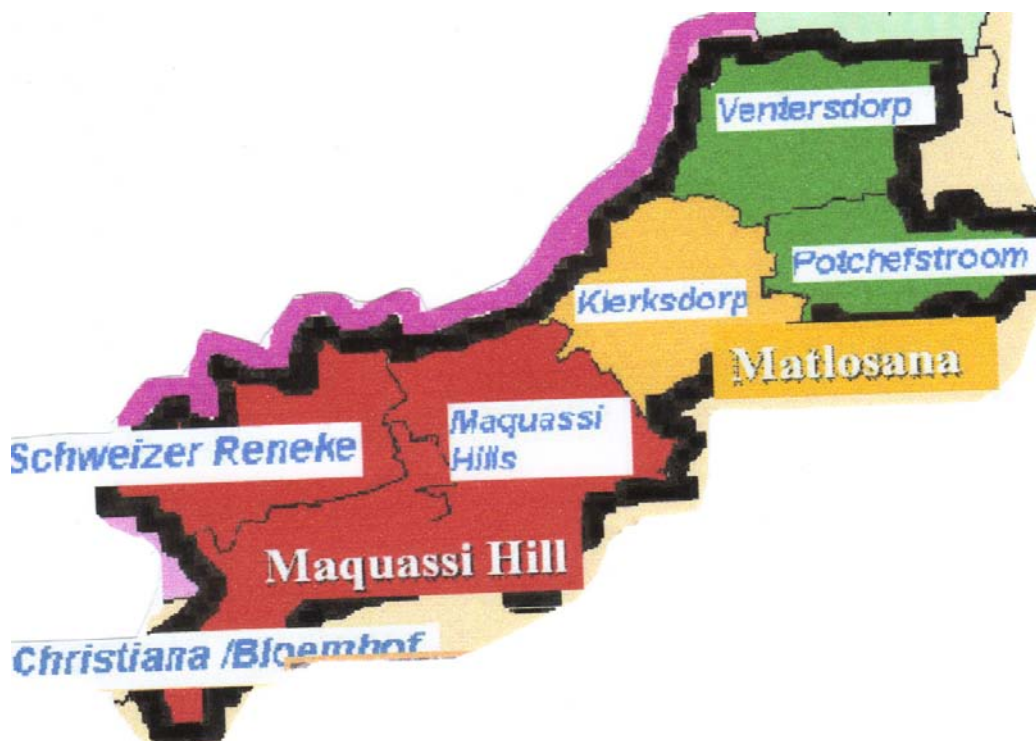 Ventersdorp
Potchefstroom
Klerksdorp
Matlosana
Maquassi
Hills
Schweizer Reneke
Maquassi Hill
Christiana /Bloemhof